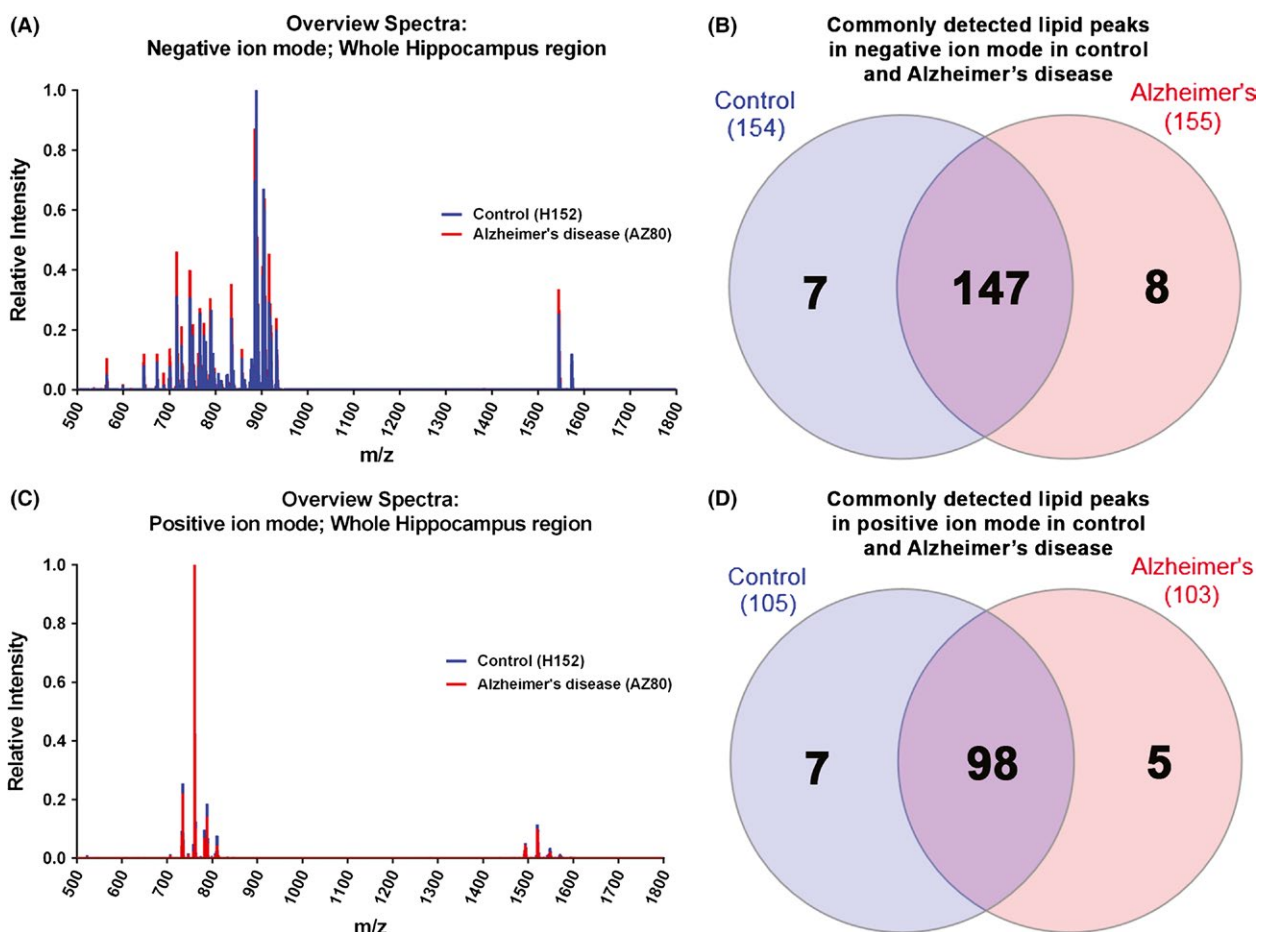 (A)
Overview Spectra:
Negative ion mode; Whole Hippocampus region
Relative Intensity
1.0
0.8
0.6
0.4
0.2
0.0
Control (H152)
Alzheimer's disease (AZ80)
500 600 700 800 900 1000 1100 1200 1300 1400 1500 1600 1700 1800
m/z
(B)
Commonly detected lipid peaks
in negative ion mode in control
and Alzheimer’s disease
Control
(154)
Alzheimer's
(155)
7 147 8
(C)
Overview Spectra:
Positive ion mode; Whole Hippocampus region
Relative Intensity
1.0
0.8
0.6
0.4
0.2
0.0
Control (H152)
Alzheimer's disease (AZ80)
500 600 700 800 900 1000 1100 1200 1300 1400 1500 1600 1700 1800
m/z
(D)
Commonly detected lipid peaks
in positive ion mode in control
and Alzheimer’s disease
Control
(105)
Alzheimer's
(103)
7 98 5